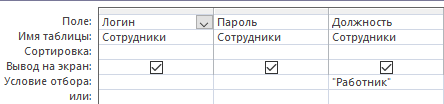 Поле: Логин Пароль Должность
Имя таблицы: Сотрудники Сотрудники Сотрудники
Сортировка:
Вывод на экран:
Условие отбора: "Работник"
или: